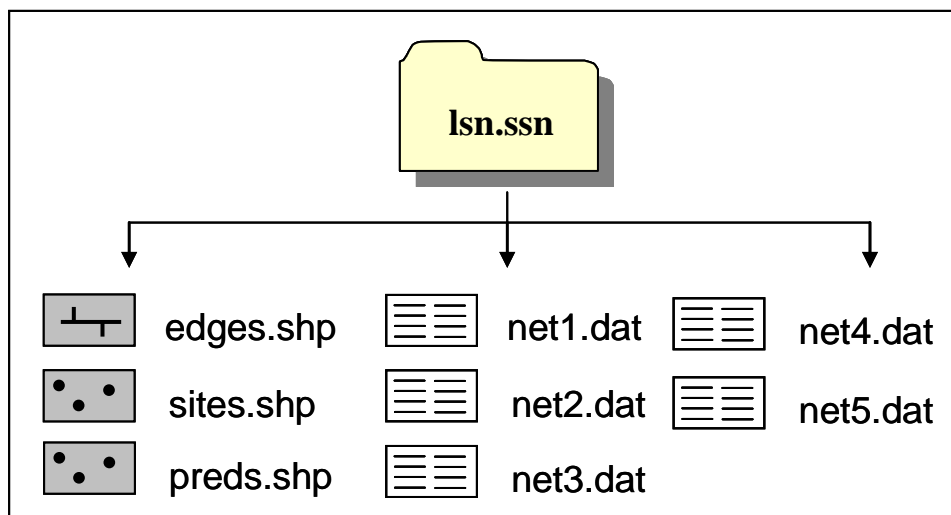 lsn.ssn
edges.shp
sites.shp
preds.shp
net1.dat
net2.dat
net3.dat
net4.dat
net5.dat